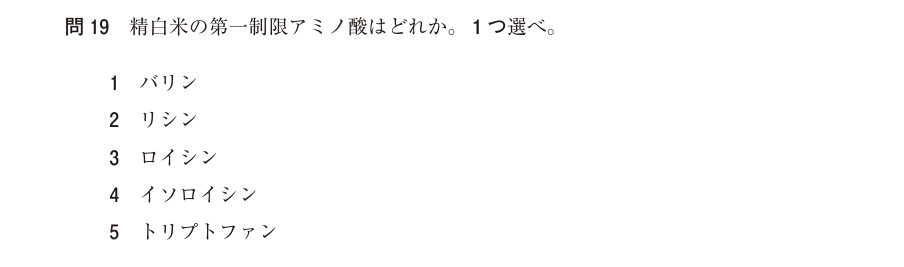 問 19 精白米の第一制限アミノ酸はどれか。1 つ選べ。
1 バリン
2 リシン
3 ロイシン
4 イソロイシン
5 トリプトファン